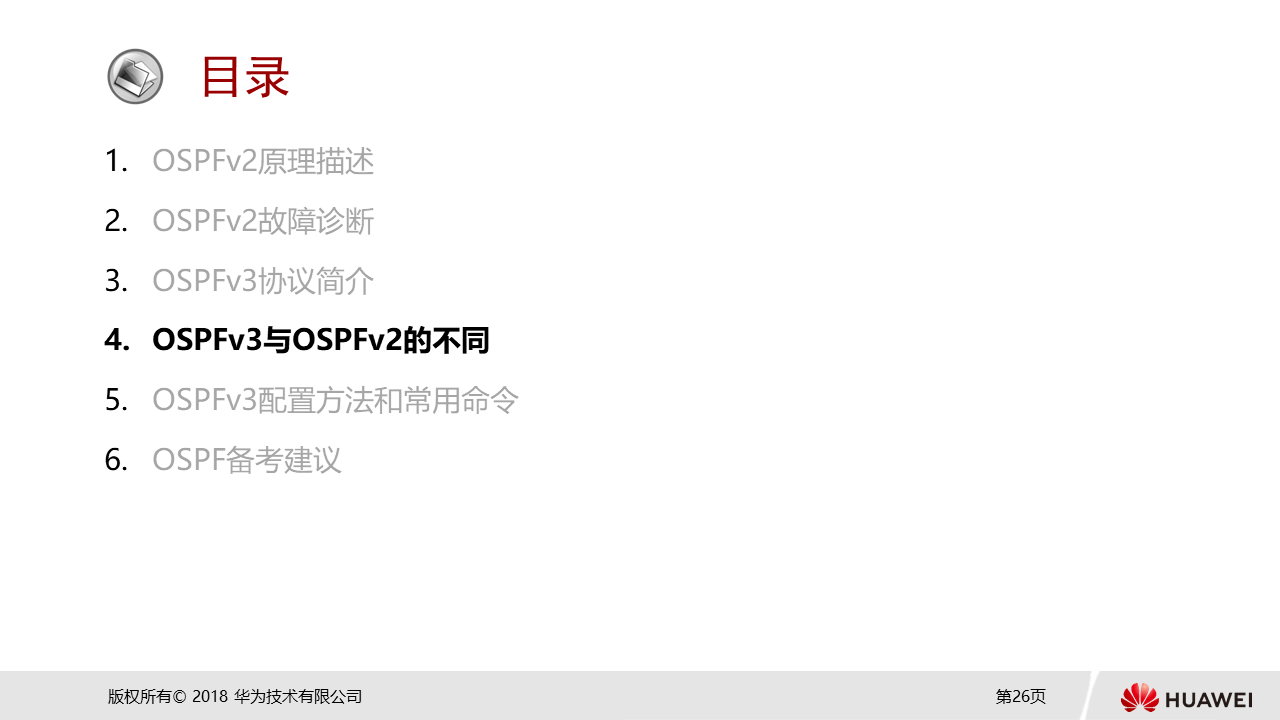 目录
1. OSPFv2原理描述
2. OSPFv2故障诊断
3. OSPFv3协议简介
4. OSPFv3与OSPFv2的不同
5. OSPFv3配置方法和常用命令
6. OSPF备考建议
版权所有© 2018 华为技术有限公司
第26页
HUAWEI